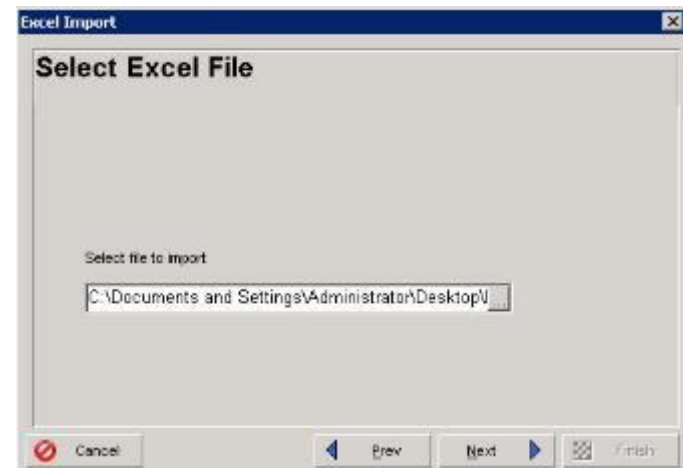 Excel Import
Select Excel File
Select file to import
C:\Documents and Settings\Administrator\Desktop\
...
Cancel
Prev
Next
Finish